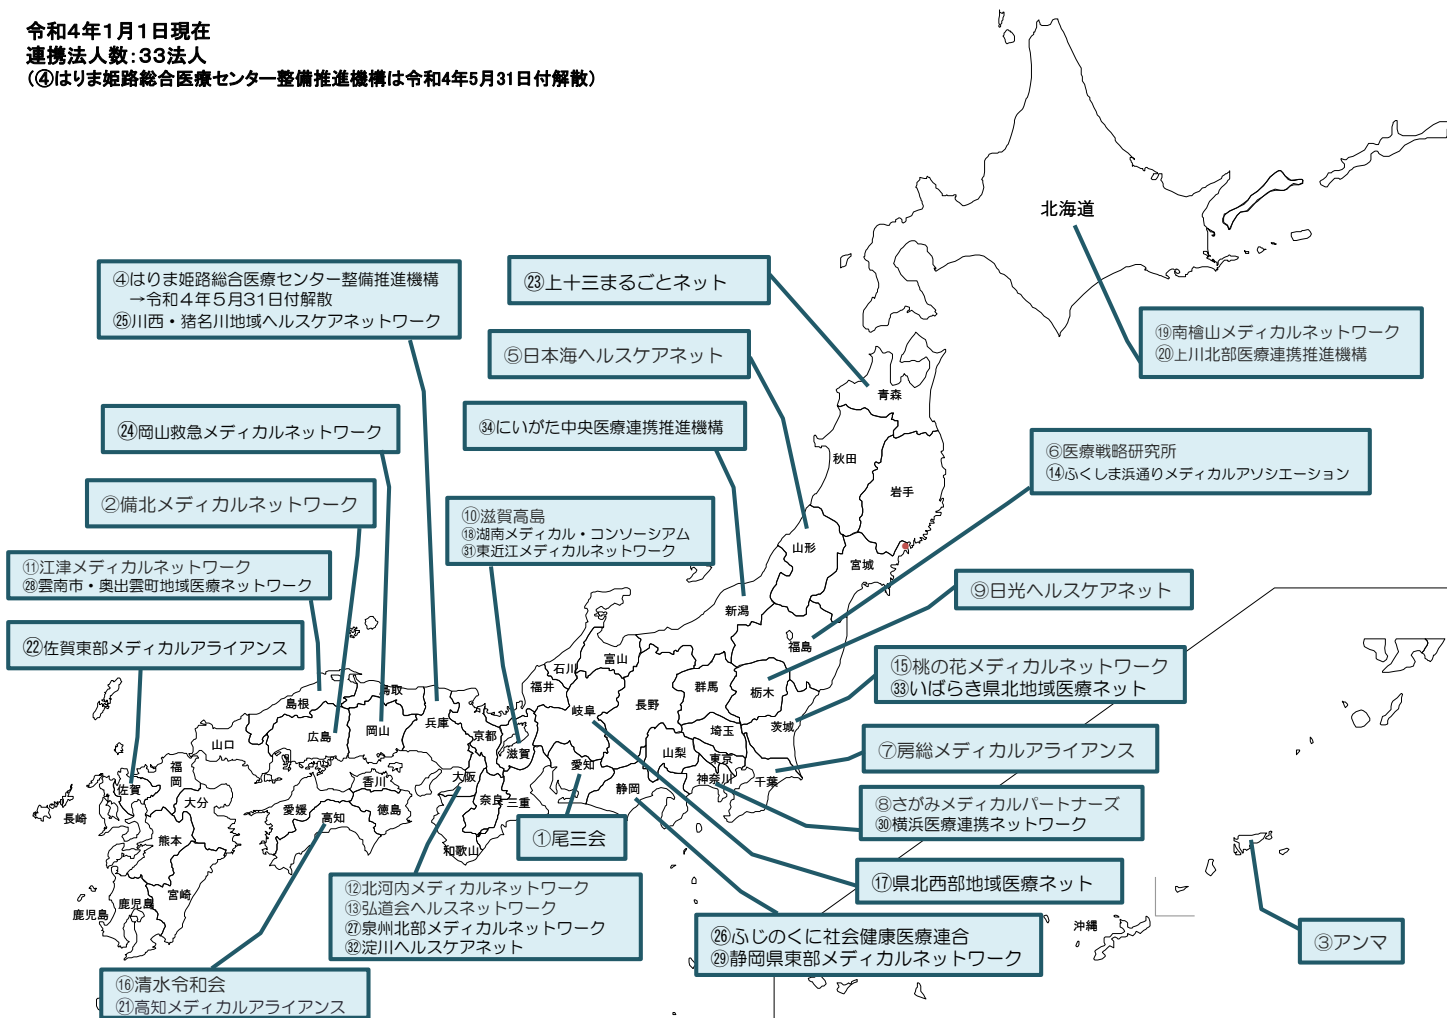 令和4年1月1日現在
連携法人数:33法人
(④はりま姫路総合医療センター整備推進機構は令和4年5月31日付解散)
北海道
④はりま姫路総合医療センター整備推進機構
→令和4年5月31日付解散
㉕川西・猪名川地域ヘルスケアネットワーク
㉓上十三まるごとネット
⑤日本海ヘルスケアネット
⑲南檜山メディカルネットワーク
⑳上川北部医療連携推進機構
青森
㉔岡山救急メディカルネットワーク
㉞にいがた中央医療連携推進機構
秋田
⑥医療戦略研究所
⑭ふくしま浜通りメディカルアソシエーション
岩手
②備北メディカルネットワーク
⑩滋賀高島
⑱湖南メディカル・コンソーシアム
㉛東近江メディカルネットワーク
山形
宮城
⑪江津メディカルネットワーク
㉘雲南市・奥出雲町地域医療ネットワーク
⑨日光ヘルスケアネット
新潟
㉒佐賀東部メディカルアライアンス
福島
⑮桃の花メディカルネットワーク
㉝いばらき県北地域医療ネット
石川
富山
福井
群馬
栃木
鳥取
島根
長野
岐阜
兵庫
岡山
広島
京都
埼玉
茨城
山口
滋賀
山梨
東京
⑦房総メディカルアライアンス
福岡
愛知
大阪
神奈川
千葉
香川
佐賀
静岡
奈良
三重
大分
愛媛
高知
徳島
長崎
⑧さがみメディカルパートナーズ
㉚横浜医療連携ネットワーク
①尾三会
熊本
和歌山
⑰県北西部地域医療ネット
宮崎
⑫北河内メディカルネットワーク
⑬弘道会ヘルスネットワーク
㉗泉州北部メディカルネットワーク
㉜淀川ヘルスケアネット
鹿児島
鹿児島
沖縄
㉖ふじのくに社会健康医療連合
㉙静岡県東部メディカルネットワーク
③アンマ
⑯清水令和会
㉑高知メディカルアライアンス